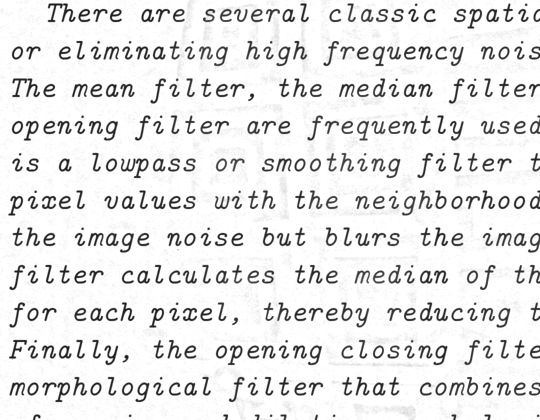 There are several classic spatia
or eliminating high frequency nois
The mean filter, the median filter
opening filter are frequently used
is a lowpass or smoothing filter t
pixel values with the neighborhood
the image noise but blurs the imag
filter calculates the median of th
for each pixel, thereby reducing t
Finally, the opening closing filte
morphological filter that combines